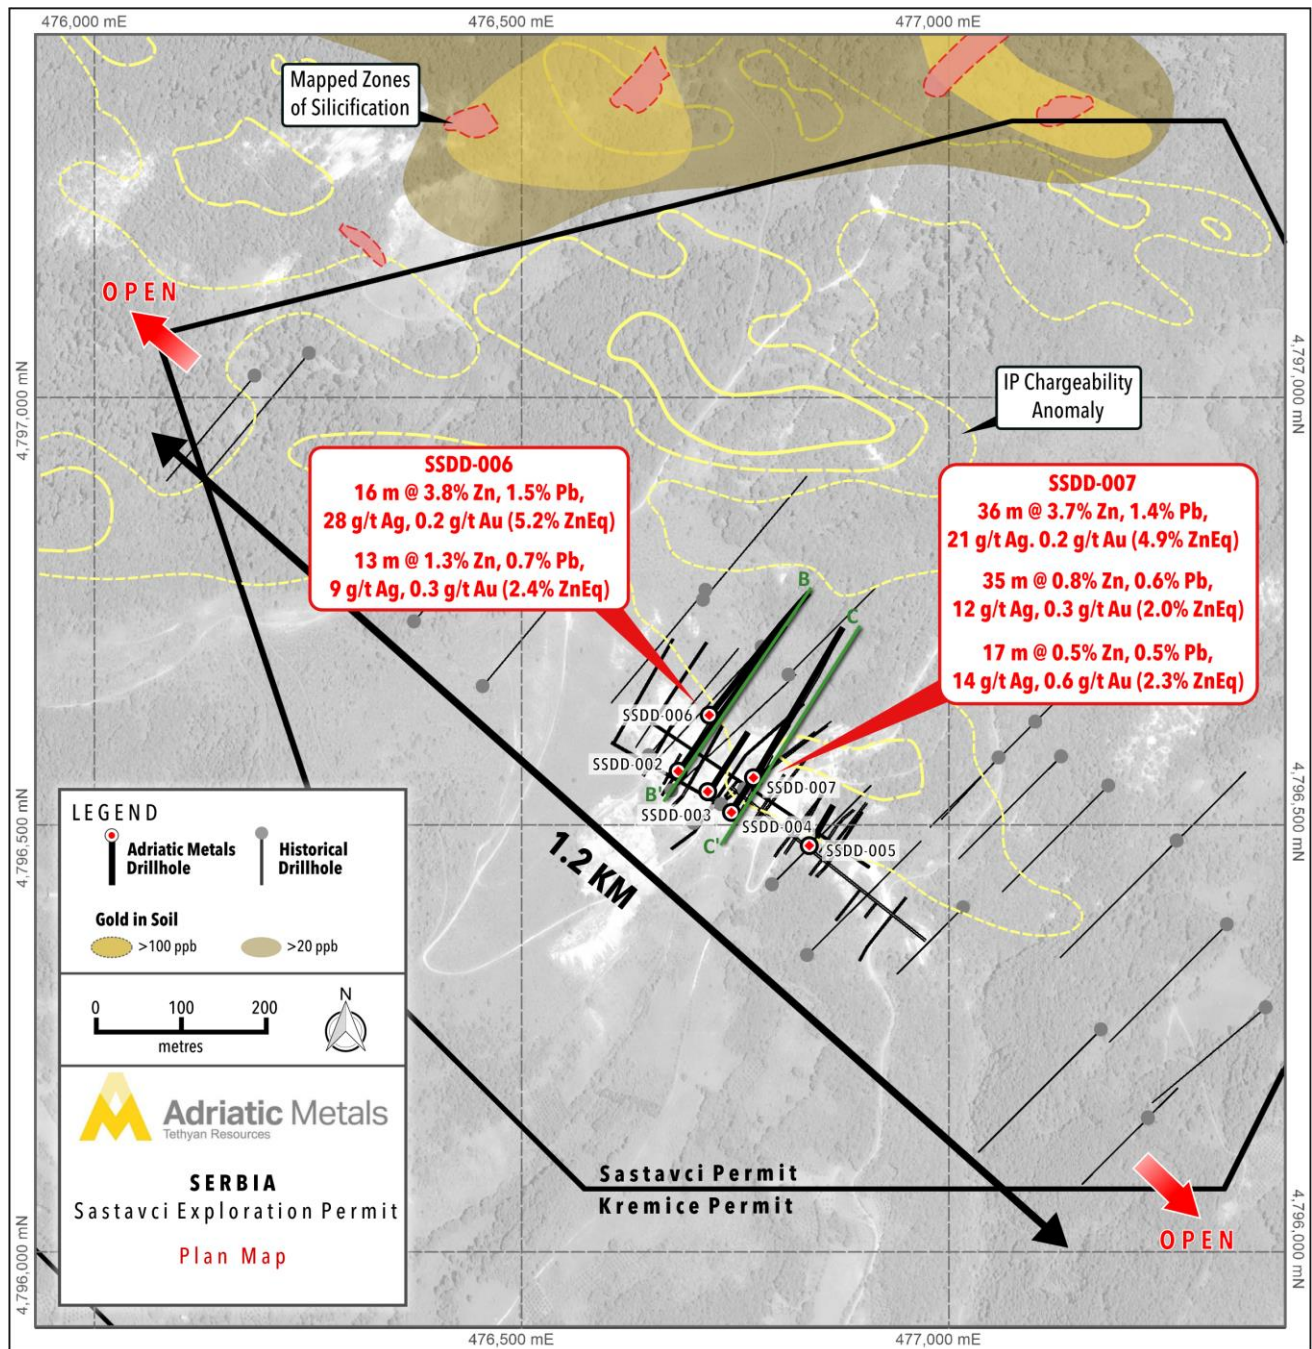 476,000 mE
476,500 mE
477,000 mE
Mapped Zones
of Silicification
OPEN
4,797,000 mN
4,797,000 mN
IP Chargeability
Anomaly
SSDD-006
16 m @ 3.8% Zn, 1.5% Pb,
28 g/t Ag, 0.2 g/t Au (5.2% ZnEq)
13 m @ 1.3% Zn, 0.7% Pb,
9 g/t Ag, 0.3 g/t Au (2.4% ZnEq)
SSDD-007
36 m @ 3.7% Zn, 1.4% Pb,
21 g/t Ag. 0.2 g/t Au (4.9% ZnEq)
35 m @ 0.8% Zn, 0.6% Pb,
12 g/t Ag, 0.3 g/t Au (2.0% ZnEq)
17 m @ 0.5% Zn, 0.5% Pb,
14 g/t Ag, 0.6 g/t Au (2.3% ZnEq)
B
C
SSDD-006
SSDD-002
SSDD-007
B'
SSDD-003
SSDD-004
C'
SSDD-005
4,796,500 mN
4,796,500 mN
1.2 KM
LEGEND
Adriatic Metals
Drillhole
Historical
Drillhole
Gold in Soil
>100 ppb
>20 ppb
0
100
200
metres
N
Adriatic Metals
Tethyan Resources
SERBIA
Sastavci Exploration Permit
Plan Map
Sastavci Permit
Kremice Permit
OPEN
4,796,000 mN
4,796,000 mN
476,500 mE
477,000 mE